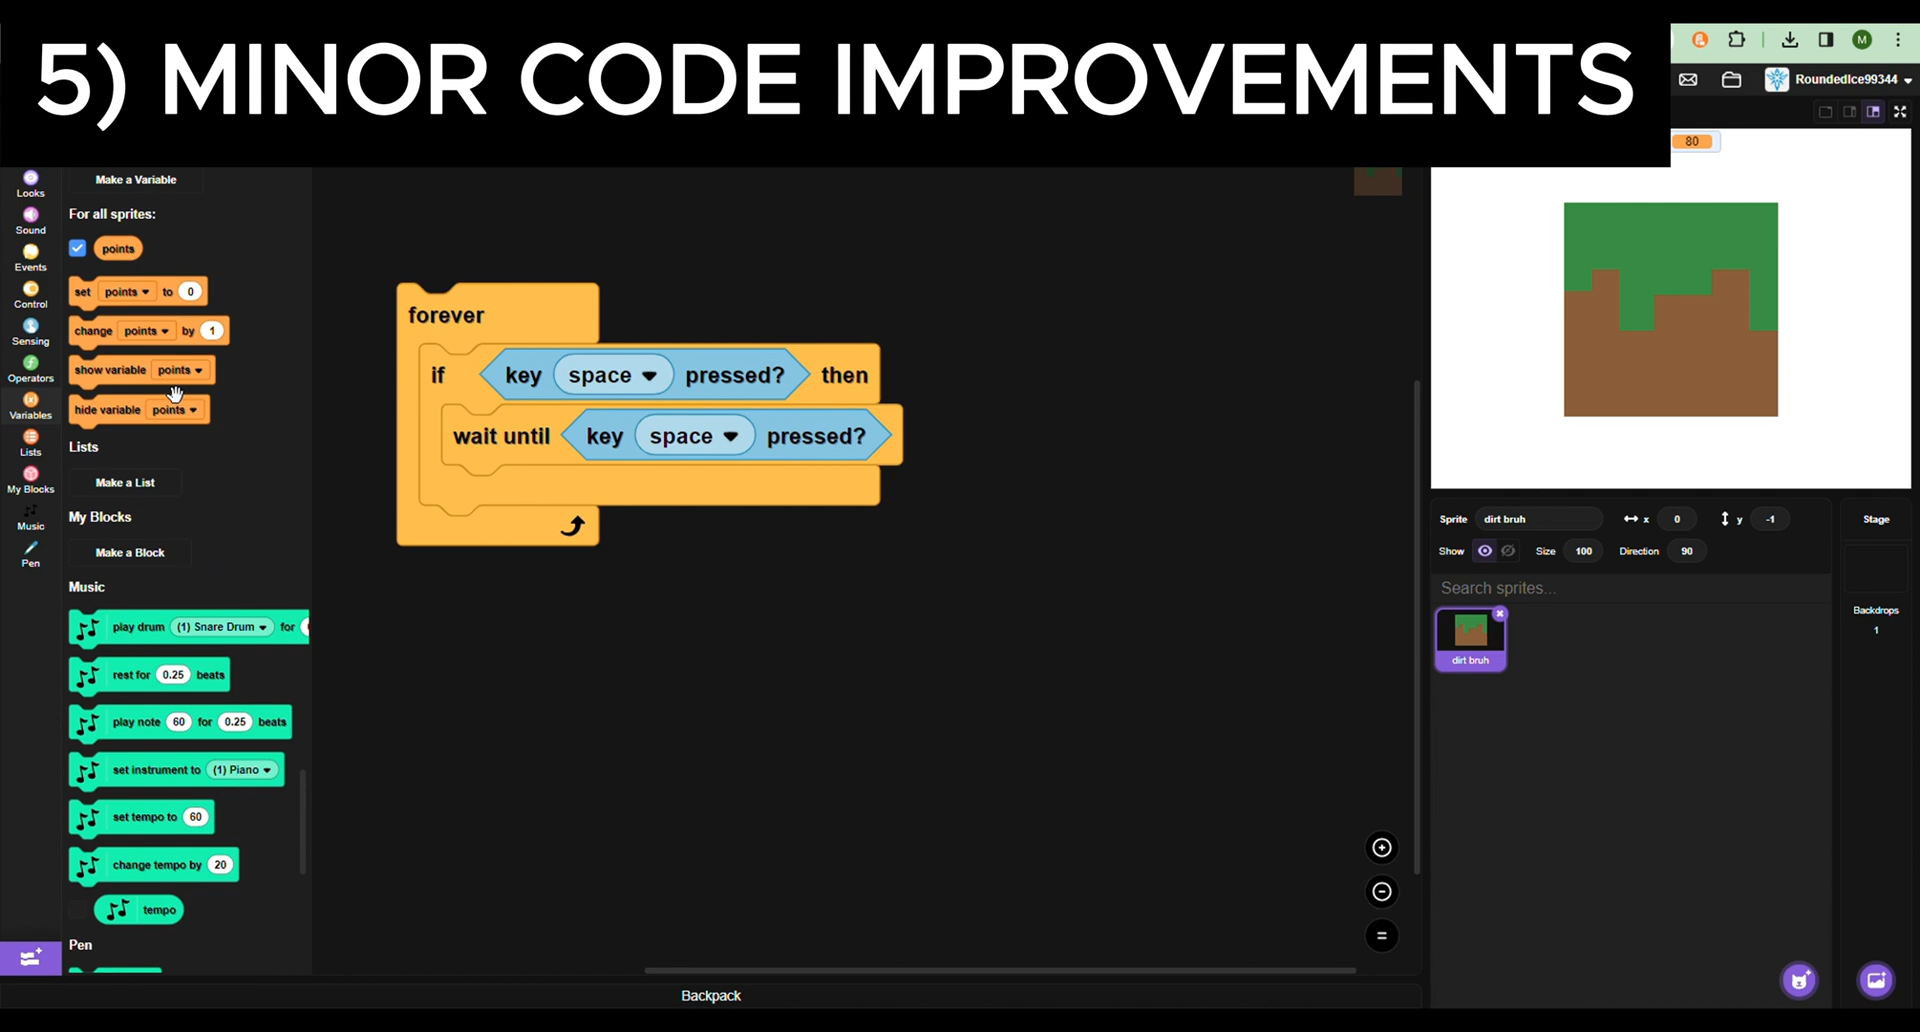 5) MINOR CODE IMPROVEMENTS
M
RoundedIce99344
80
Looks
Sound
Events
Control
Sensing
Operators
Variables
Lists
My Blocks
Music
Pen
Make a Variable
For all sprites:
points
set points to 0
change points by 1
show variable points
hide variable points
Lists
Make a List
My Blocks
Make a Block
Music
play drum (1) Snare Drum for
rest for 0.25 beats
play note 60 for 0.25 beats
set instrument to (1) Piano
set tempo to 60
change tempo by 20
tempo
Pen
forever
if key space pressed? then
wait until key space pressed?
Backpack
Sprite dirt bruh x 0 y -1
Show Size 100 Direction 90
Search sprites...
dirt bruh
Stage
Backdrops
1